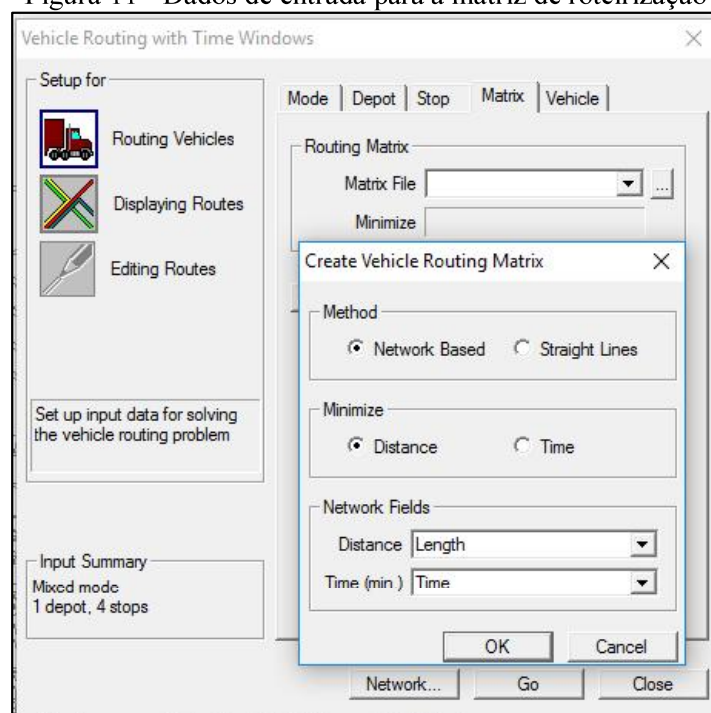 Figura 44 – Dados de entrada para a matriz de roteirização
Vehicle Routing with Time Windows
Setup for
Routing Vehicles
Displaying Routes
Editing Routes
Set up input data for solving
the vehicle routing problem
Input Summary
Mixed mode
1 depot, 4 stops
Mode Depot Stop Matrix Vehicle
Routing Matrix
Matrix File
...
Minimize
Create Vehicle Routing Matrix
Method
Network Based Straight Lines
Minimize
Distance Time
Network Fields
Distance Length
Time (min.) Time
OK Cancel
Network... Go Close